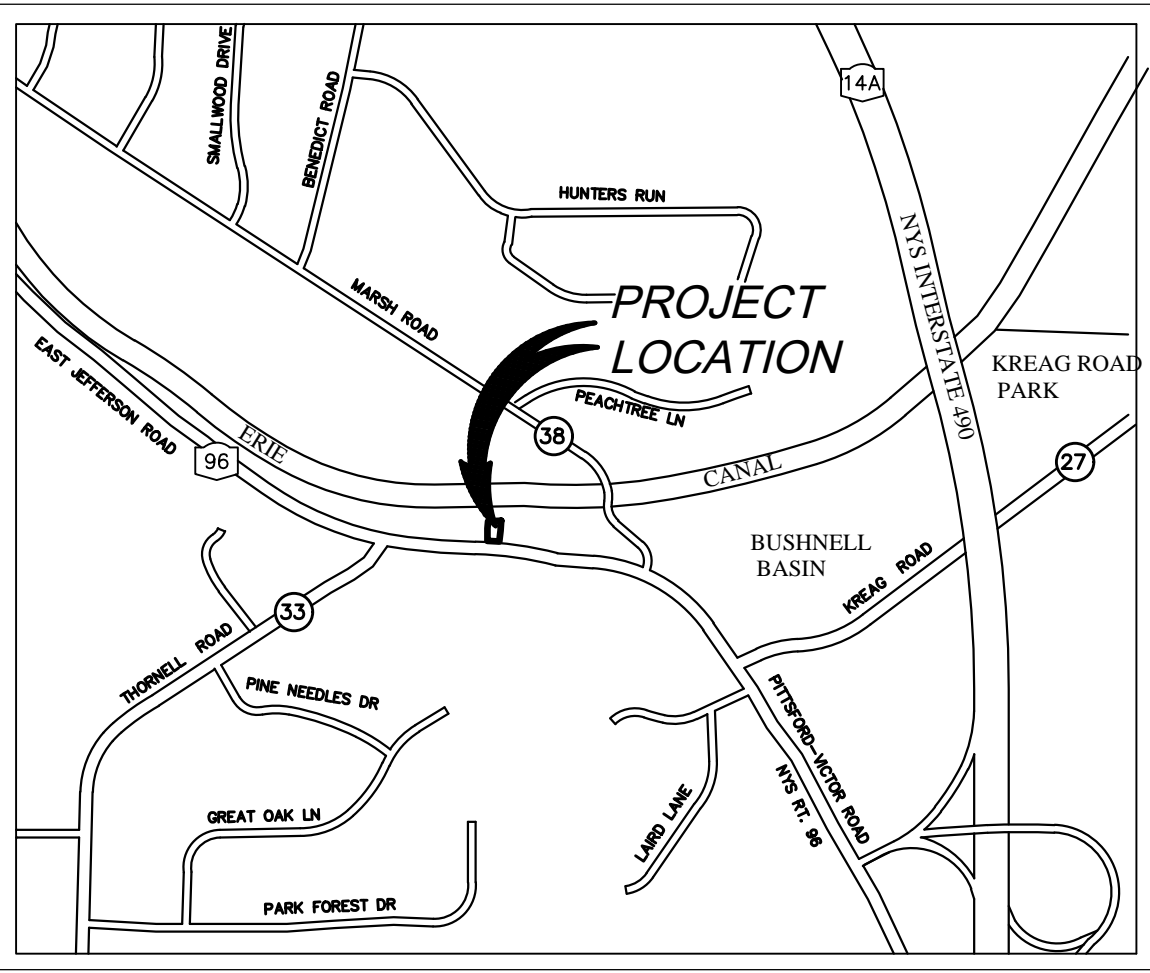 SMALLWOOD DRIVE
BENEDICT ROAD
14A
HUNTERS RUN
NYS INTERSTATE 490
MARSH ROAD
PROJECT
LOCATION
EAST JEFFERSON ROAD
KREAG ROAD
PARK
PEACHTREE LN
ERIE
38
96
CANAL
27
BUSHNELL
BASIN
KREAG ROAD
33
THORNELL ROAD
PINE NEEDLES DR
PITTSFORD-VICTOR ROAD
NYS RT. 96
GREAT OAK LN
LAIRD LANE
PARK FOREST DR